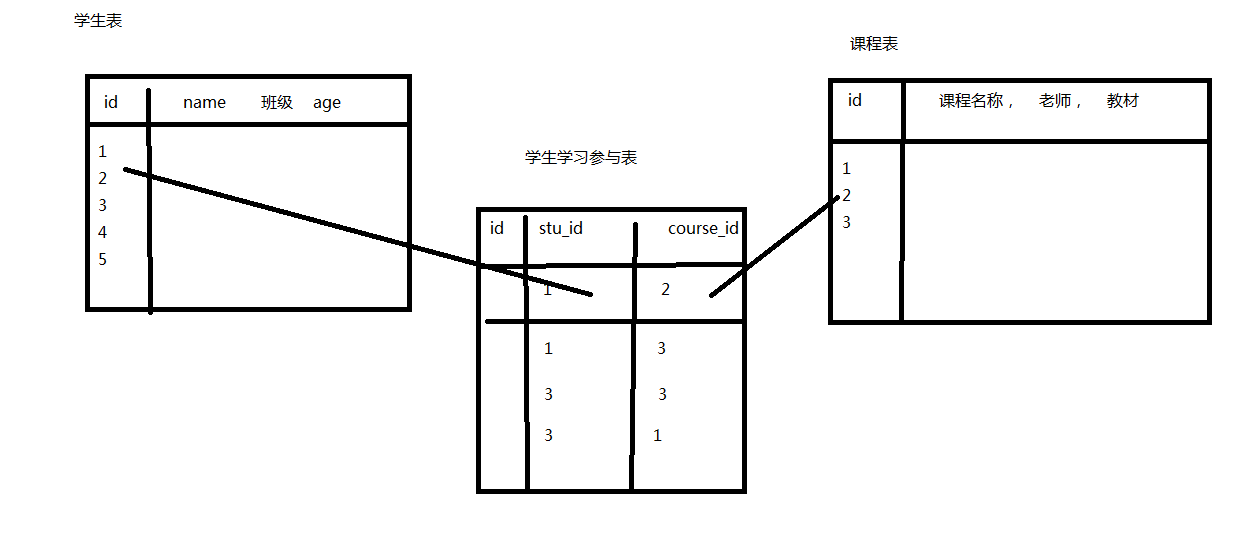 学生表
id name 班级 age
1
2
3
4
5
学生学习参与表
id stu_id course_id
1 2
1 3
3 3
3 1
课程表
id 课程名称， 老师， 教材
1
2
3